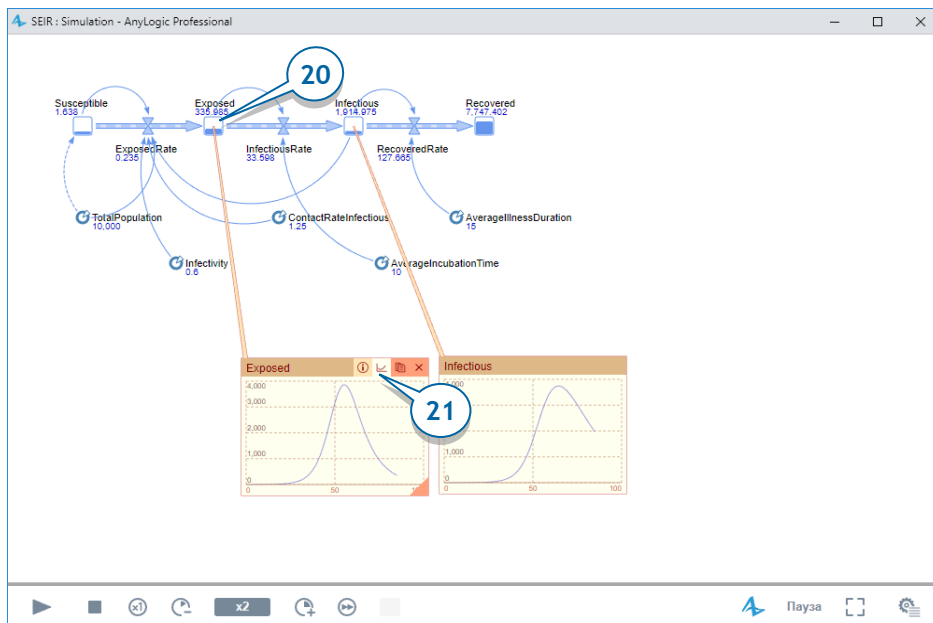 SEIR : Simulation - AnyLogic Professional
20
Susceptible
1.638
Exposed
335.985
Infectious
1,914.975
Recovered
7,747.402
ExposedRate
0.235
InfectiousRate
33.598
RecoveredRate
127.665
TotalPopulation
10,000
ContactRateInfectious
1.25
AverageIllnessDuration
15
Infectivity
0.6
AverageIncubationTime
10
Exposed
4,000
3,000
2,000
1,000
0
0 50
21
Infectious
1,000
0
0 50 100
x1
x2
Пауза